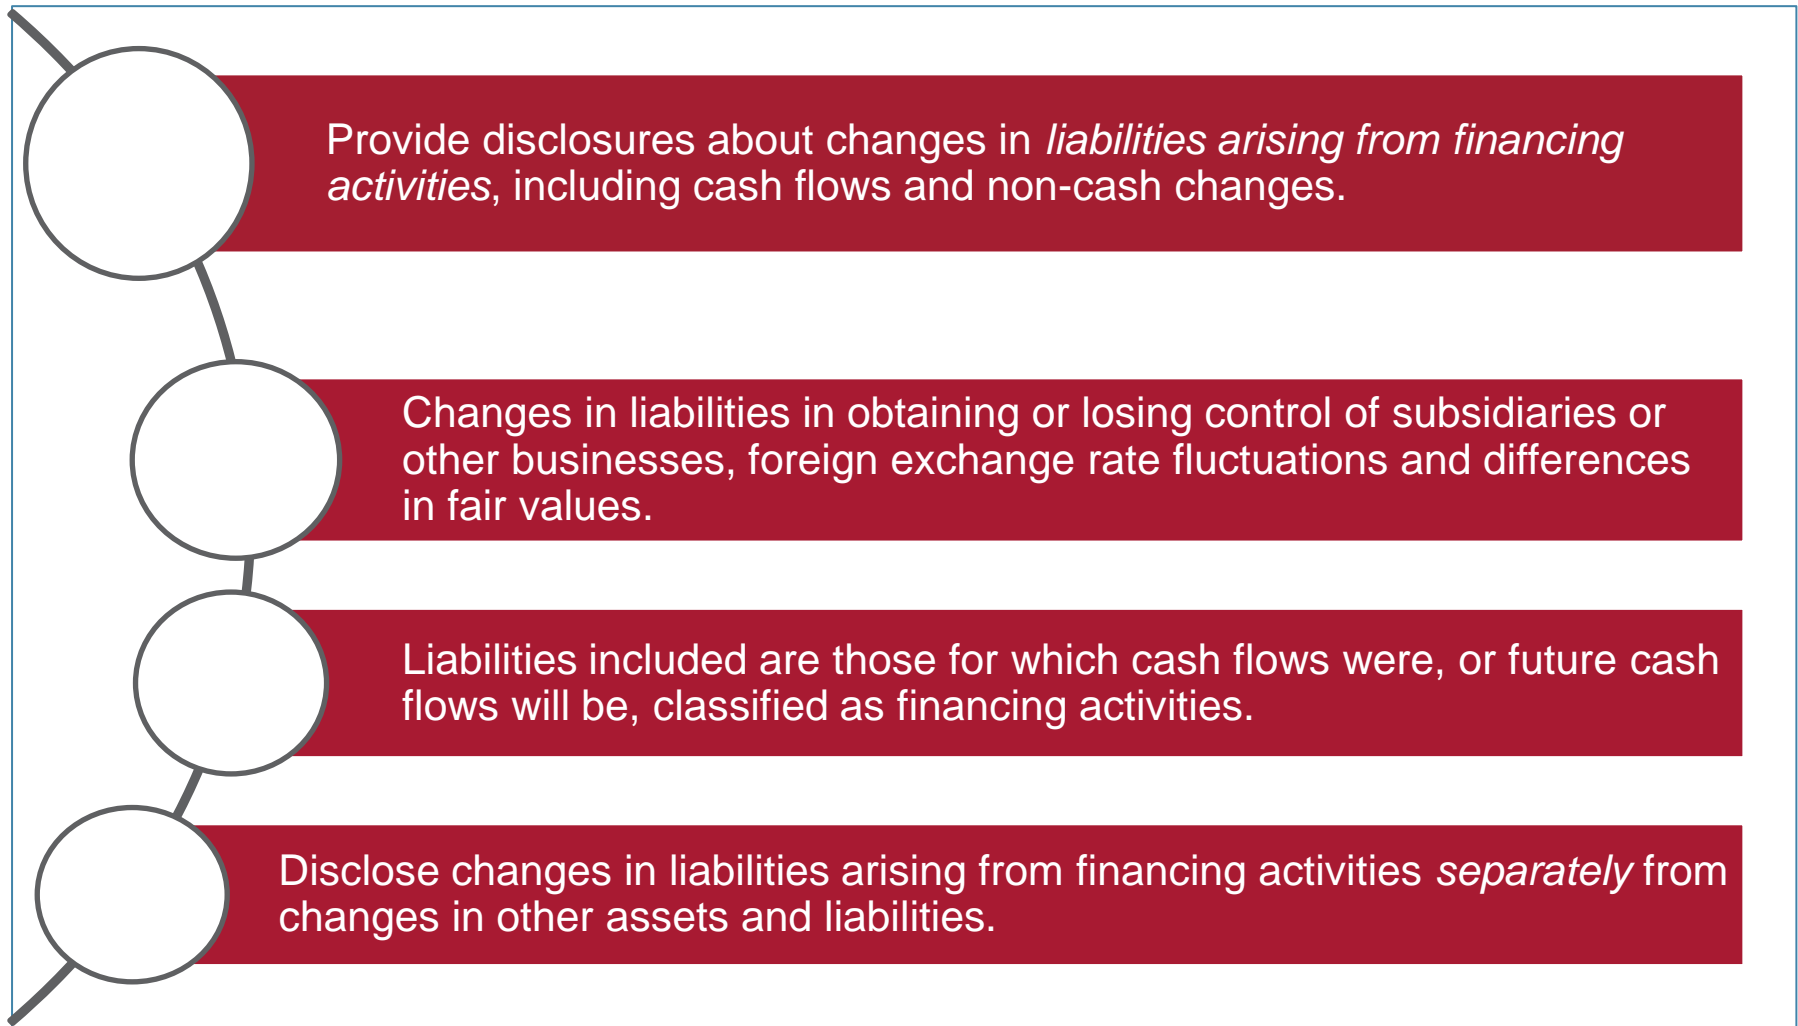 Provide disclosures about changes in liabilities arising from financing
activities, including cash flows and non-cash changes.
Changes in liabilities in obtaining or losing control of subsidiaries or
other businesses, foreign exchange rate fluctuations and differences
in fair values.
Liabilities included are those for which cash flows were, or future cash
flows will be, classified as financing activities.
Disclose changes in liabilities arising from financing activities separately from
changes in other assets and liabilities.